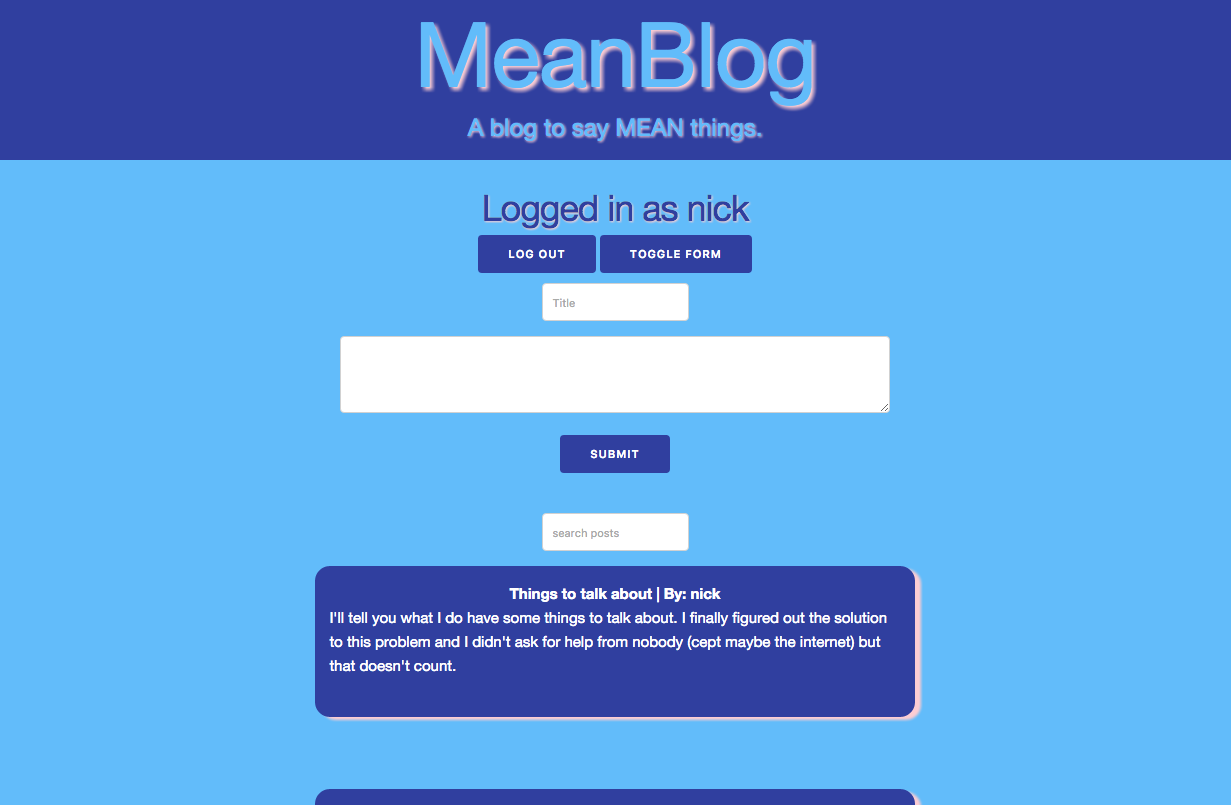 MeanBlog
A blog to say MEAN things.
Logged in as nick
LOG OUT TOGGLE FORM
Title
SUBMIT
search posts
Things to talk about | By: nick
I'll tell you what I do have some things to talk about. I finally figured out the solution
to this problem and I didn't ask for help from nobody (cept maybe the internet) but
that doesn't count.